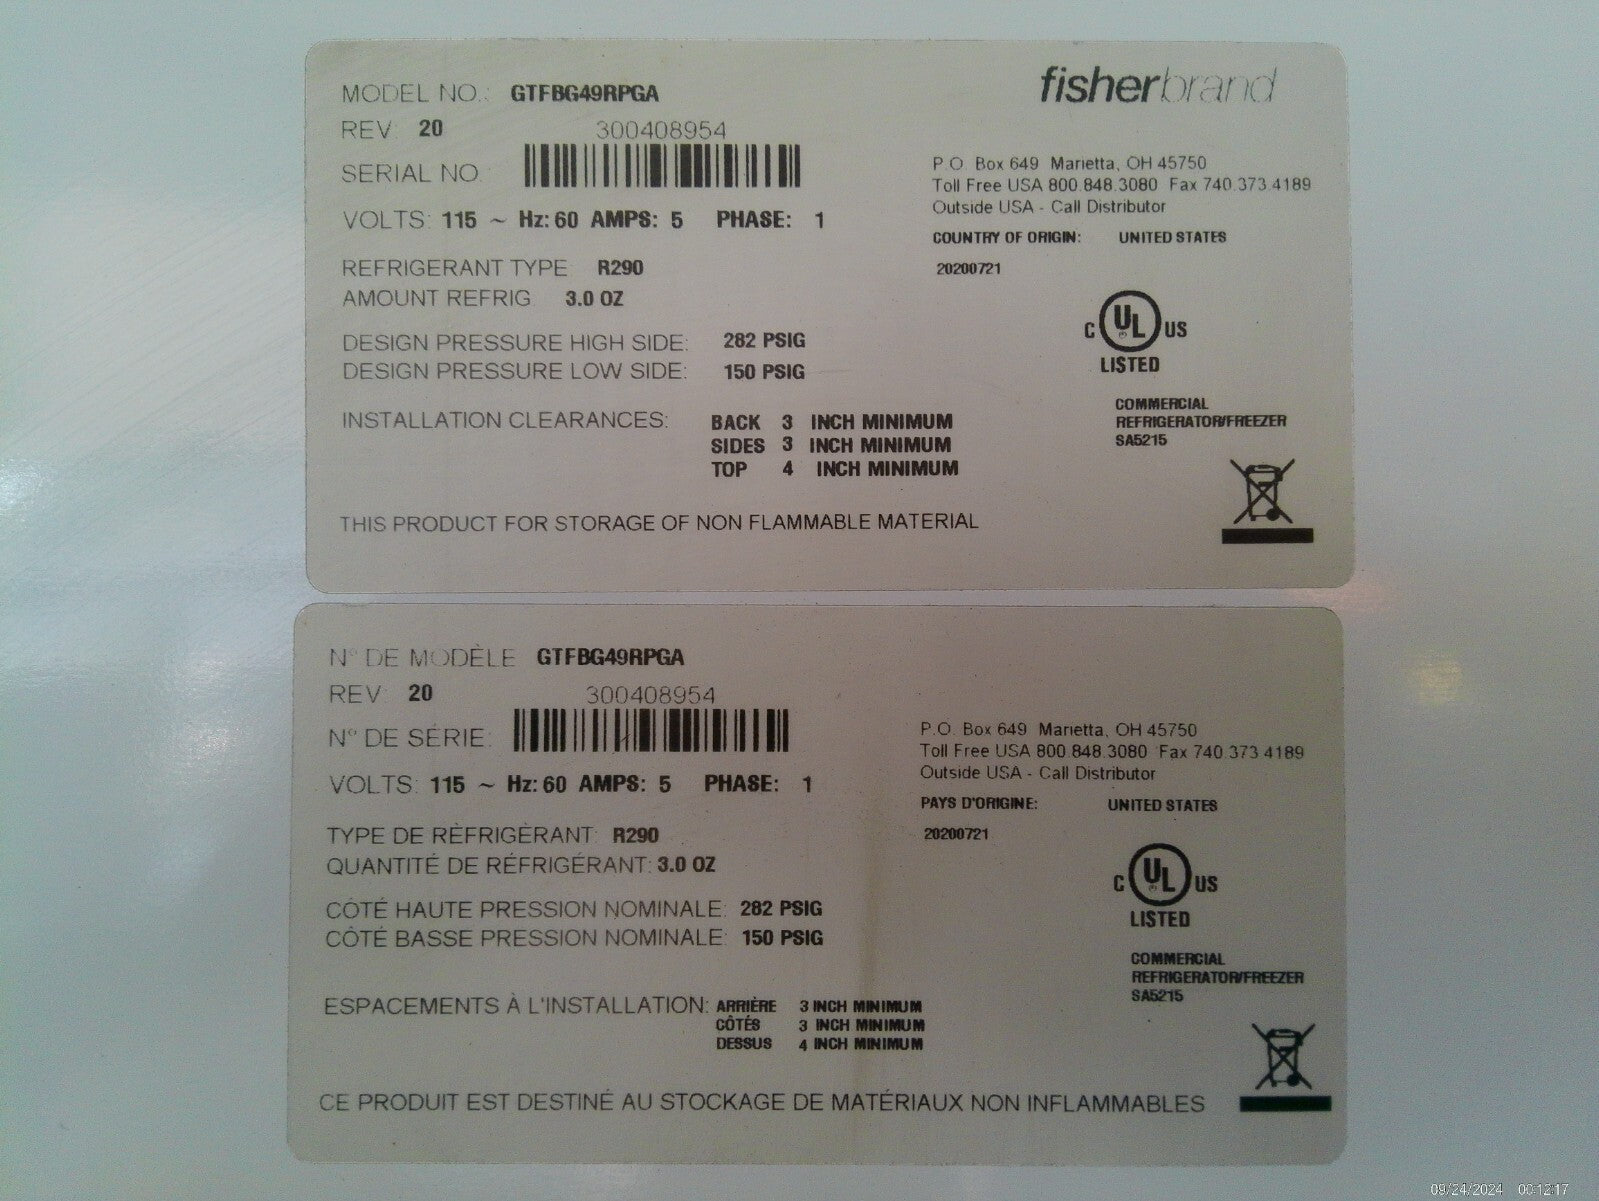 MODEL NO.: GTFBG49RPGA
fisherbrand
REV: 20
300408954
SERIAL NO.
VOLTS: 115 ~ Hz: 60 AMPS: 5 PHASE: 1
REFRIGERANT TYPE: R290
AMOUNT REFRIG. 3.0 OZ
DESIGN PRESSURE HIGH SIDE: 282 PSIG
DESIGN PRESSURE LOW SIDE: 150 PSIG
INSTALLATION CLEARANCES: BACK 3 INCH MINIMUM
SIDES 3 INCH MINIMUM
TOP 4 INCH MINIMUM
THIS PRODUCT FOR STORAGE OF NON FLAMMABLE MATERIAL
P.O. Box 649 Marietta, OH 45750
Toll Free USA 800.848.3080 Fax 740.373.4189
Outside USA - Call Distributor
COUNTRY OF ORIGIN: UNITED STATES
20200721
C UL US
LISTED
COMMERCIAL
REFRIGERATOR/FREEZER
SA5215
N° DE MODÈLE GTFBG49RPGA
REV: 20
300408954
N° DE SÉRIE:
VOLTS: 115 ~ Hz: 60 AMPS: 5 PHASE: 1
TYPE DE RÉFRIGÉRANT: R290
QUANTITÉ DE RÉFRIGÉRANT: 3.0 OZ
CÔTÉ HAUTE PRESSION NOMINALE: 282 PSIG
CÔTÉ BASSE PRESSION NOMINALE: 150 PSIG
ESPACEMENTS À L'INSTALLATION: ARRIÈRE 3 INCH MINIMUM
CÔTÉS 3 INCH MINIMUM
DESSUS 4 INCH MINIMUM
CE PRODUIT EST DESTINÉ AU STOCKAGE DE MATÉRIAUX NON INFLAMMABLES
P.O. Box 649 Marietta, OH 45750
Toll Free USA 800.848.3080 Fax 740.373.4189
Outside USA - Call Distributor
PAYS D'ORIGINE: UNITED STATES
20200721
C UL US
LISTED
COMMERCIAL
REFRIGERATOR/FREEZER
SA5215
09/24/2024 00:12:17